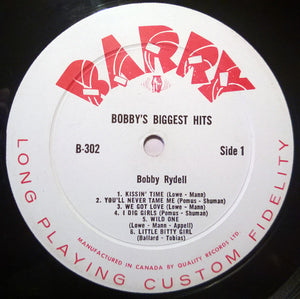 BARRY
BOBBY'S BIGGEST HITS
B-302
Side 1
Bobby Rydell
1. KISSIN' TIME (Lowe - Mann)
2. YOU'LL NEVER TAME ME (Pomus - Shuman)
3. WE GOT LOVE (Lowe - Mann)
4. I DIG GIRLS (Pomus - Shuman)
5. WILD ONE
(Lowe - Mann - Appell)
6. LITTLE BITTY GIRL
(Ballard - Tobias)
MANUFACTURED IN CANADA BY QUALITY RECORDS LTD.
LONG PLAYING CUSTOM FIDELITY